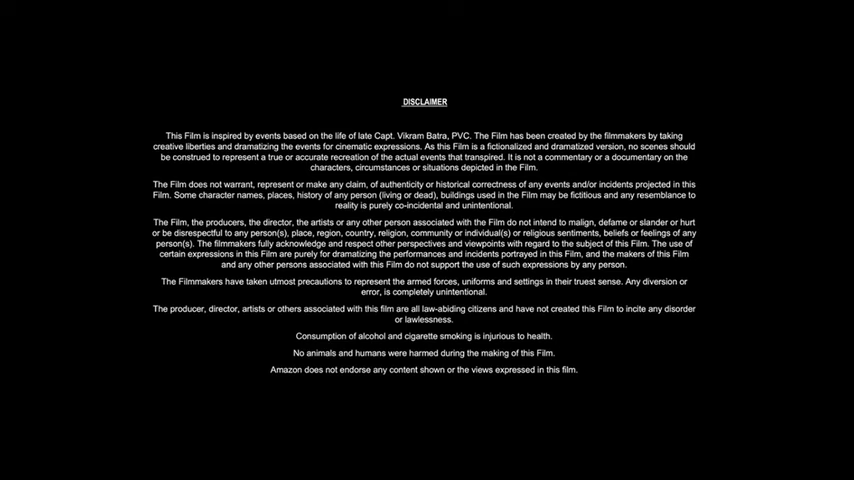 DISCLAIMER
This Film is inspired by events based on the life of late Capt. Vikram Batra, PVC. The Film has been created by the filmmakers by taking
creative liberties and dramatizing the events for cinematic expressions. As this Film is a fictionalized and dramatized version, no scenes should
be construed to represent a true or accurate recreation of the actual events that transpired. It is not a commentary or a documentary on the
characters, circumstances or situations depicted in the Film.
The Film does not warrant, represent or make any claim, of authenticity or historical correctness of any events and/or incidents projected in this
Film. Some character names, places, history of any person (living or dead), buildings used in the Film may be fictitious and any resemblance to
reality is purely co-incidental and unintentional.
The Film, the producers, the director, the artists or any other person associated with the Film do not intend to malign, defame or slander or hurt
or be disrespectful to any person(s), place, region, country, religion, community or individual(s) or religious sentiments, beliefs or feelings of any
person(s). The filmmakers fully acknowledge and respect other perspectives and viewpoints with regard to the subject of this Film. The use of
certain expressions in this Film are purely for dramatizing the performances and incidents portrayed in this Film, and the makers of this Film
and any other persons associated with this Film do not support the use of such expressions by any person.
The Filmmakers have taken utmost precautions to represent the armed forces, uniforms and settings in their truest sense. Any diversion or
error, is completely unintentional.
The producer, director, artists or others associated with this film are all law-abiding citizens and have not created this Film to incite any disorder
or lawlessness.
Consumption of alcohol and cigarette smoking is injurious to health.
No animals and humans were harmed during the making of this Film.
Amazon does not endorse any content shown or the views expressed in this film.